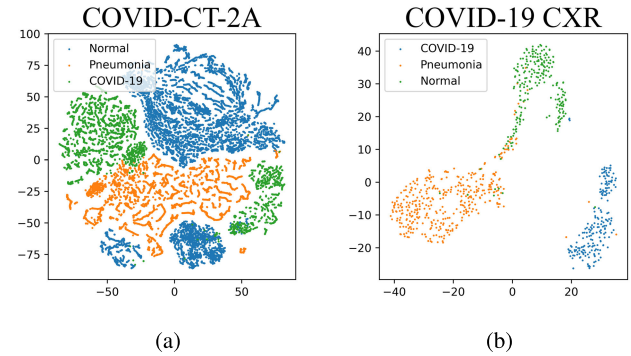 COVID-CT-2A
Normal
Pneumonia
COVID-19
100
75
50
25
0
−25
−50
−75
−50
0
50
(a)
COVID-19 CXR
COVID-19
Pneumonia
Normal
40
30
20
10
0
−10
−20
−40
−20
0
20
(b)